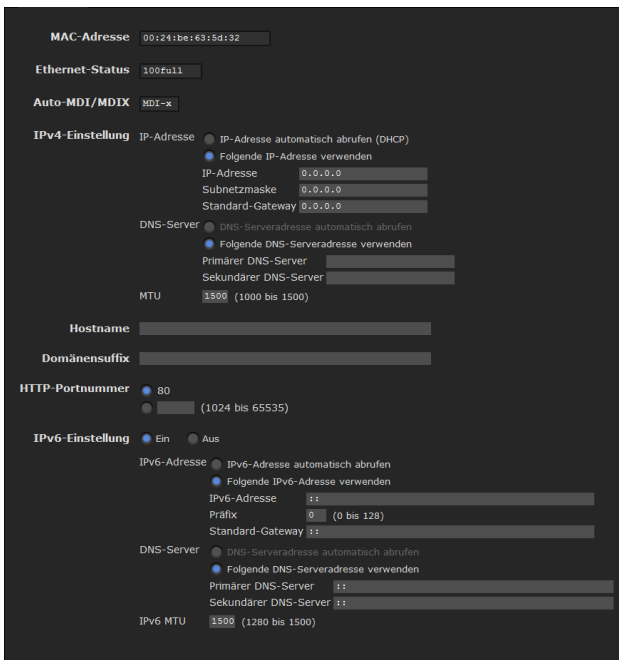 MAC-Adresse 00:24:be:63:5d:32
Ethernet-Status 100full
Auto-MDI/MDIX MDI-x
IPv4-Einstellung IP-Adresse IP-Adresse automatisch abrufen (DHCP)
Folgende IP-Adresse verwenden
IP-Adresse 0.0.0.0
Subnetzmaske 0.0.0.0
Standard-Gateway 0.0.0.0
DNS-Server DNS-Serveradresse automatisch abrufen
Folgende DNS-Serveradresse verwenden
Primärer DNS-Server
Sekundärer DNS-Server
MTU 1500 (1000 bis 1500)
Hostname
Domänensuffix
HTTP-Portnummer 80
(1024 bis 65535)
IPv6-Einstellung Ein Aus
IPv6-Adresse IPv6-Adresse automatisch abrufen
Folgende IPv6-Adresse verwenden
IPv6-Adresse ::
Präfix 0 (0 bis 128)
Standard-Gateway ::
DNS-Server DNS-Serveradresse automatisch abrufen
Folgende DNS-Serveradresse verwenden
Primärer DNS-Server ::
Sekundärer DNS-Server ::
IPv6 MTU 1500 (1280 bis 1500)